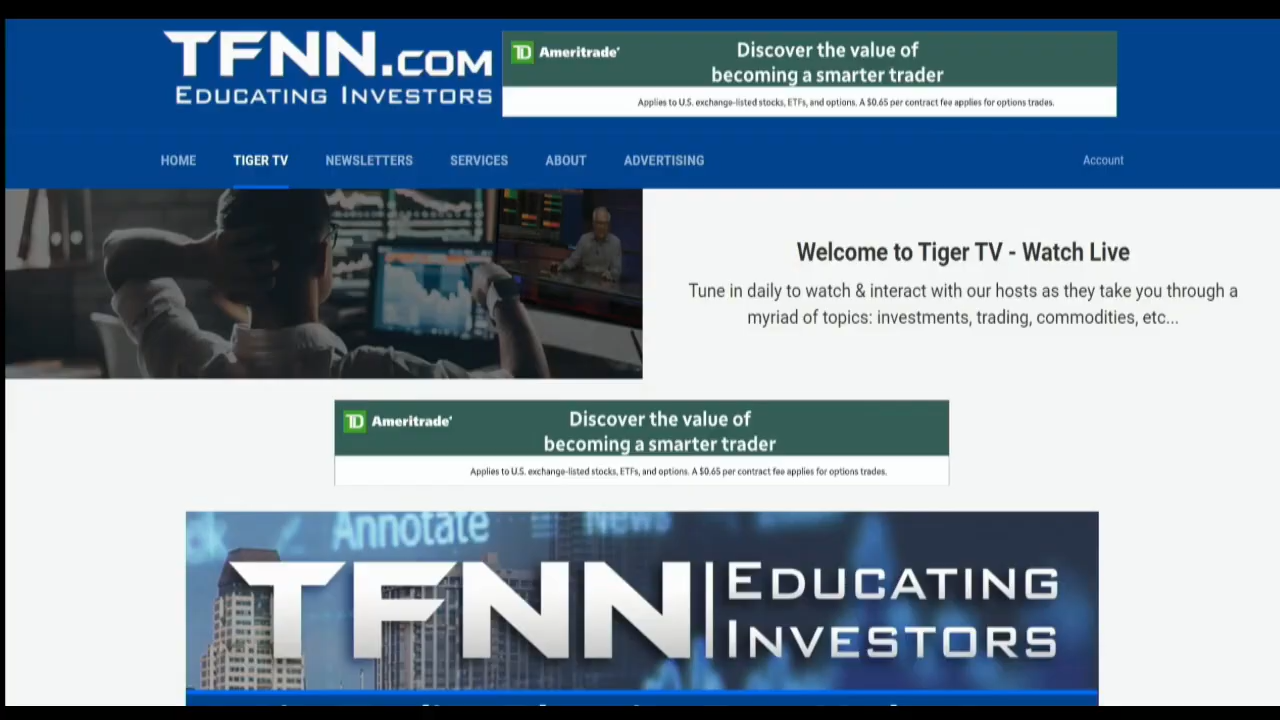 TFNN.COM
EDUCATING INVESTORS
TD Ameritrade
Discover the value of
becoming a smarter trader
Applies to U.S. exchange-listed stocks, ETFs, and options. A $0.65 per contract fee applies for options trades.
HOME TIGER TV NEWSLETTERS SERVICES ABOUT ADVERTISING Account
Welcome to Tiger TV - Watch Live
Tune in daily to watch & interact with our hosts as they take you through a
myriad of topics: investments, trading, commodities, etc...
TD Ameritrade
Discover the value of
becoming a smarter trader
Applies to U.S. exchange-listed stocks, ETFs, and options. A $0.65 per contract fee applies for options trades.
Annotate News
TFNN
EDUCATING
INVESTORS